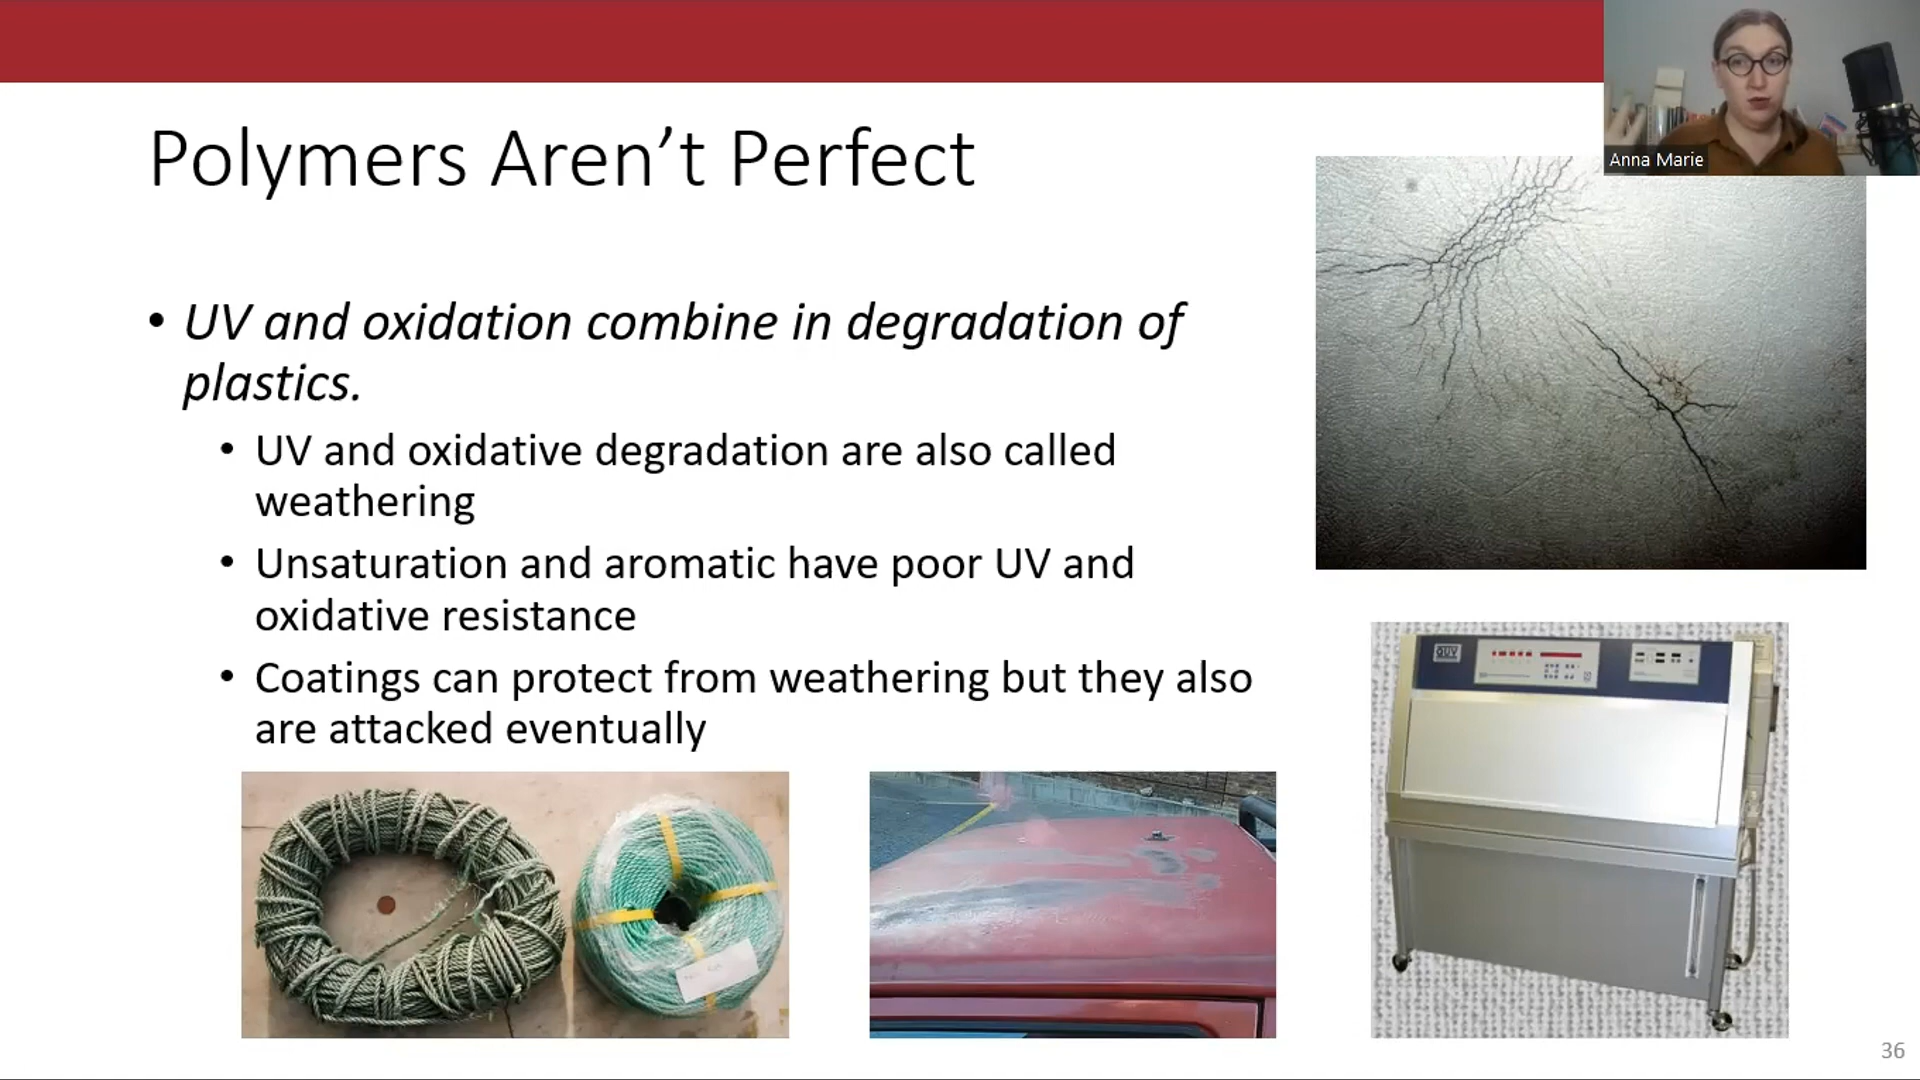 Anna Marie
Polymers Aren’t Perfect
• UV and oxidation combine in degradation of
plastics.
• UV and oxidative degradation are also called
weathering
• Unsaturation and aromatic have poor UV and
oxidative resistance
• Coatings can protect from weathering but they also
are attacked eventually
QUV
36